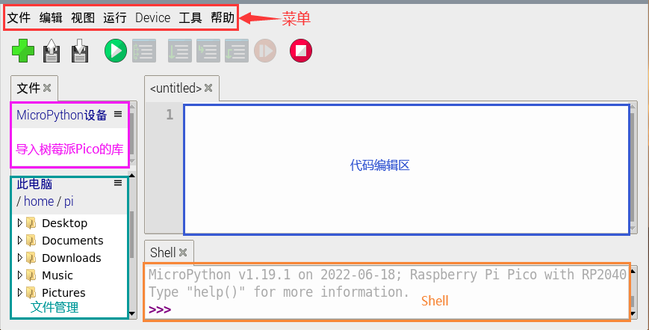 文件 编辑 视图 运行 Device 工具 帮助 菜单
文件
<untitled>
MicroPython设备
1
导入树莓派Pico的库
代码编辑区
此电脑
/ home / pi
Desktop
Documents
Downloads
Music
Pictures
文件管理
Shell
MicroPython v1.19.1 on 2022-06-18; Raspberry Pi Pico with RP2040
Type "help()" for more information.
Shell
>>>